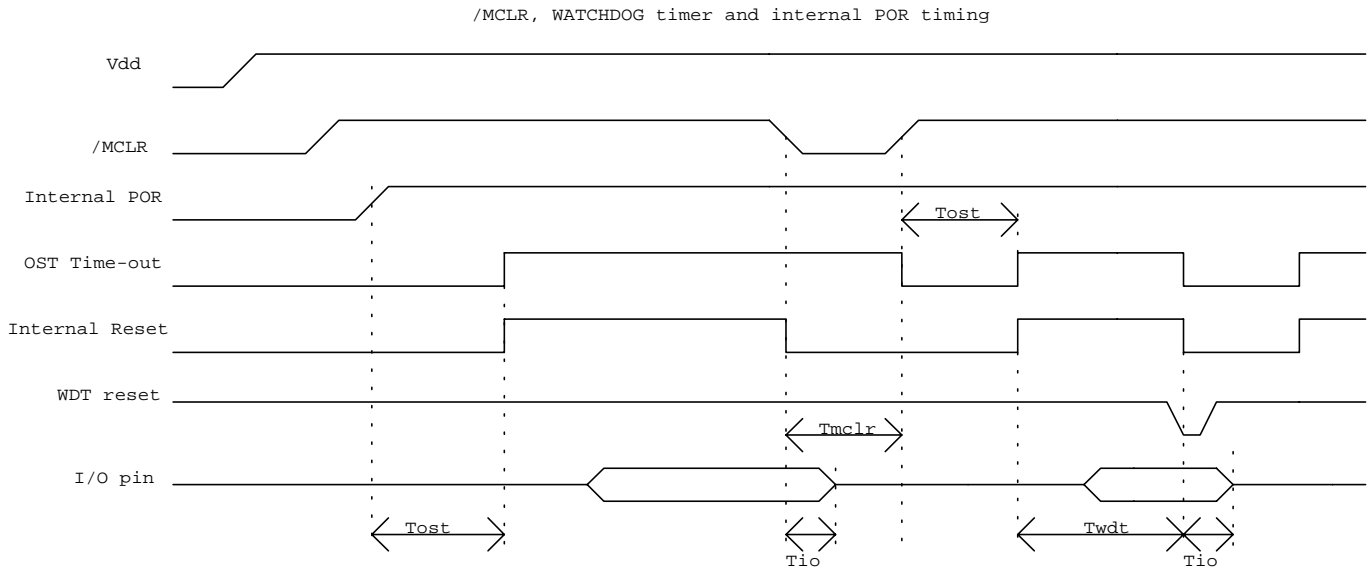 /MCLR, WATCHDOG timer and internal POR timing
Vdd
/MCLR
Internal POR
Tost
OST Time-out
Internal Reset
WDT reset
Tmclr
I/O pin
Tost
Twdt
Tio
Tio